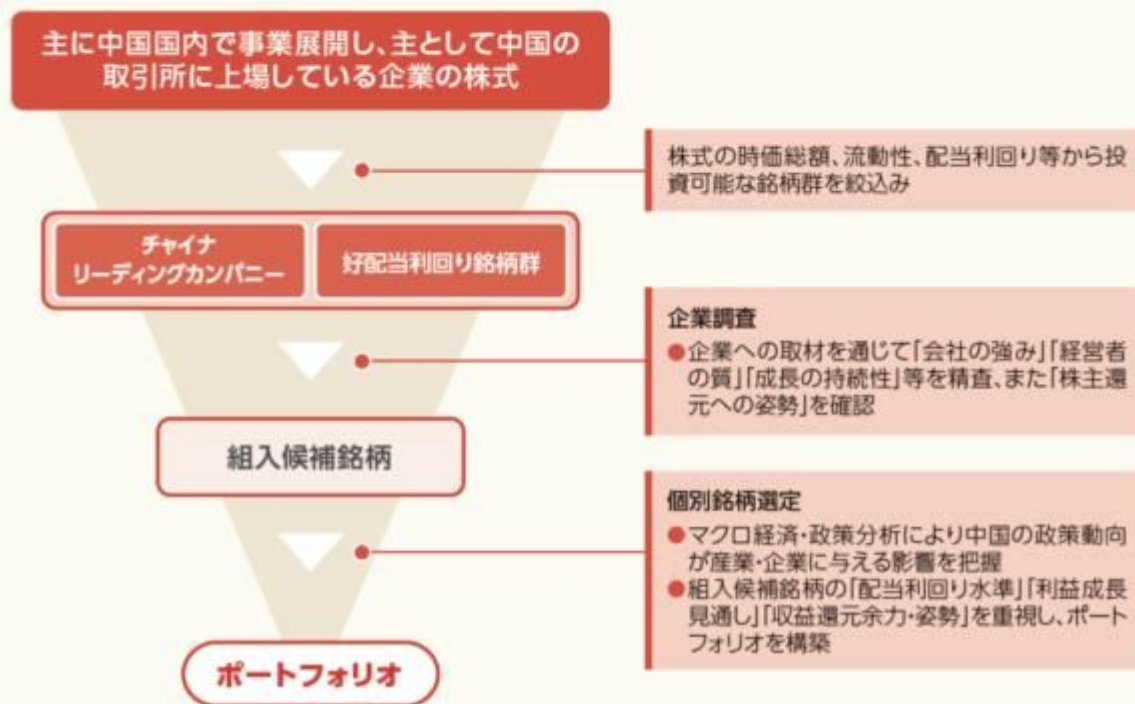 主に中国国内で事業展開し、主として中国の
取引所に上場している企業の株式
株式の時価総額、流動性、配当利回り等から投
資可能な銘柄群を絞込み
チャイナ
リーディングカンパニー
好配当利回り銘柄群
企業調査
●企業への取材を通じて「会社の強み」「経営者
の質」「成長の持続性」等を精査、また「株主還
元への姿勢」を確認
組入候補銘柄
個別銘柄選定
●マクロ経済・政策分析により中国の政策動向
が産業・企業に与える影響を把握
●組入候補銘柄の「配当利回り水準」「利益成長
見通し」「収益還元余力・姿勢」を重視し、ポート
フォリオを構築
ポートフォリオ